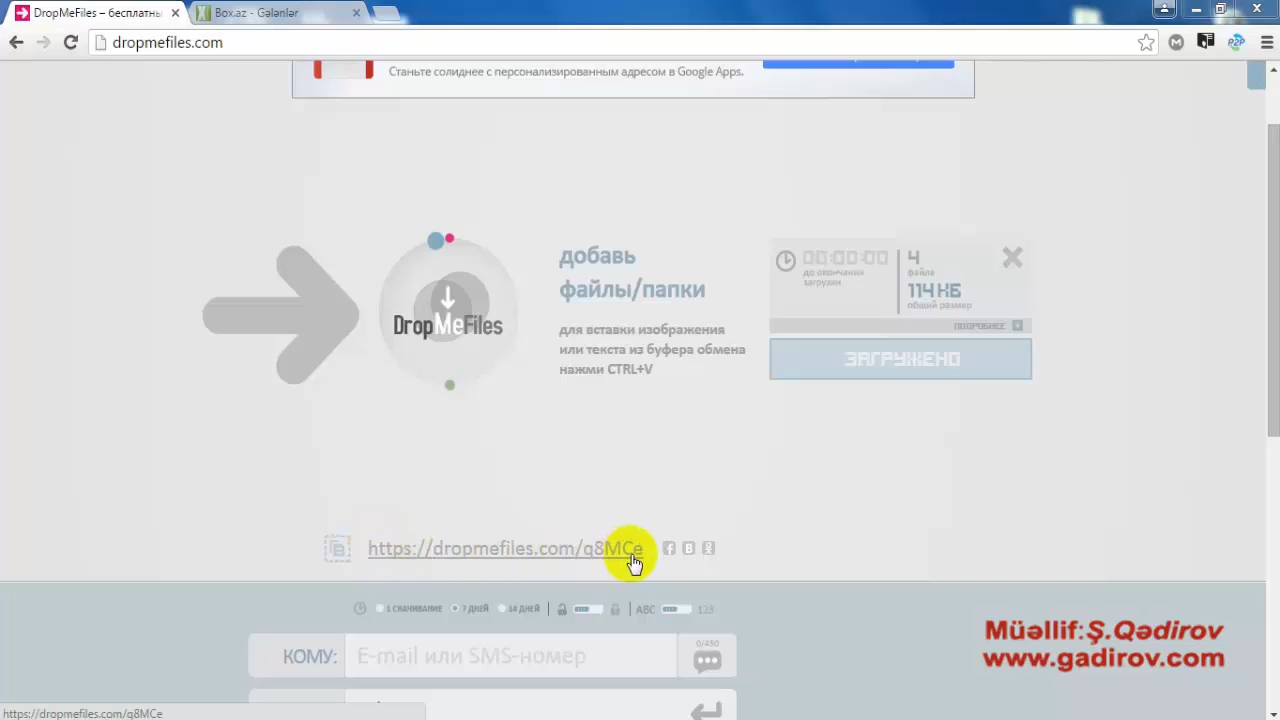 DropMeFiles – бесплатны
Box.az - Gələnlər
dropmefiles.com
P2P
Станьте солиднее с персонализированным адресом в Google Apps.
DropMeFiles
добавь
файлы/папки
для вставки изображения
или текста из буфера обмена
нажми CTRL+V
00:00:00
до окончания
загрузки
4
файла
114 КБ
общий размер
ПОДРОБНЕЕ
ЗАГРУЖЕНО
https://dropmefiles.com/q8MCe
1 СКАЧИВАНИЕ 7 ДНЕЙ 14 ДНЕЙ ABC 123
КОМУ: E-mail или SMS-номер
0/450
Müəllif:Ş.Qədirov
www.gadirov.com
https://dropmefiles.com/q8MCe